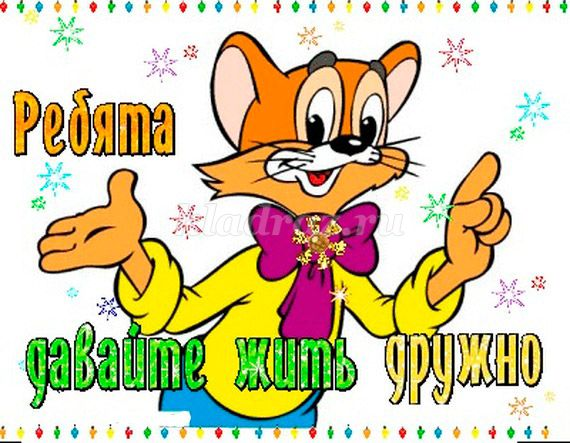 Ребята
давайте жить дружно